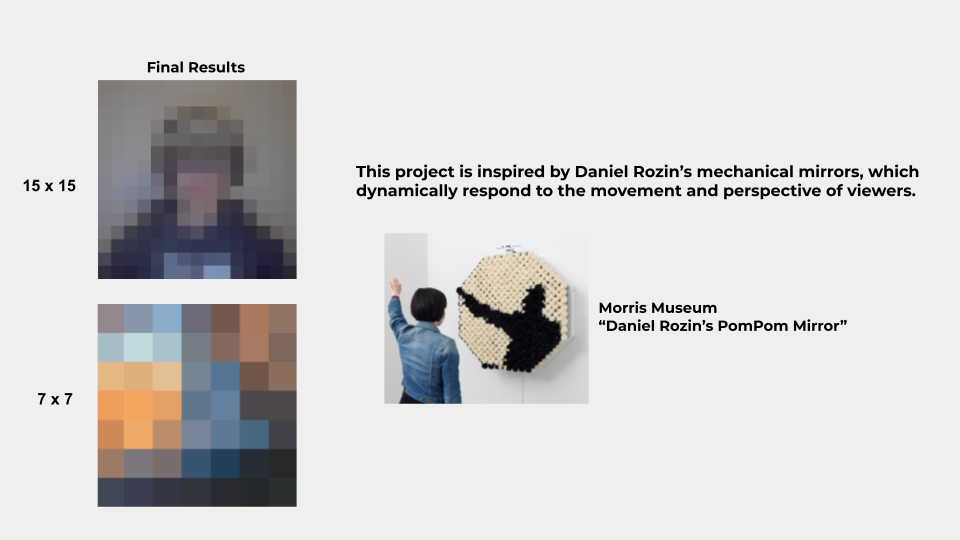 Final Results
15 x 15
7 x 7
This project is inspired by Daniel Rozin’s mechanical mirrors, which
dynamically respond to the movement and perspective of viewers.
Morris Museum
“Daniel Rozin’s PomPom Mirror”